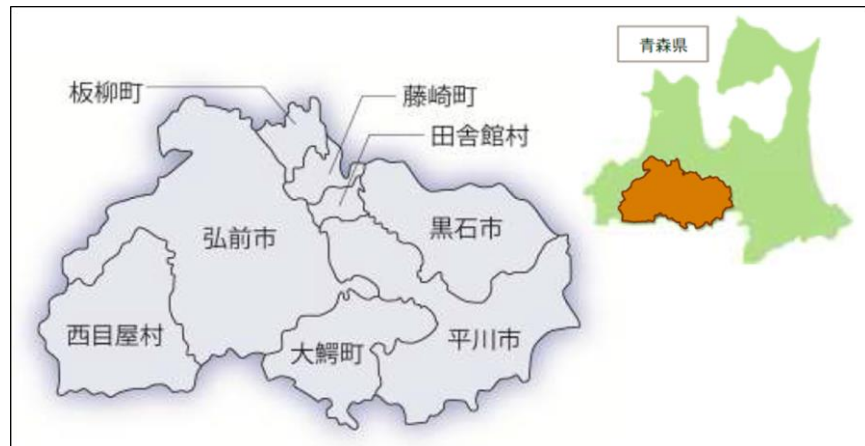 青森県
板柳町
藤崎町
田舎館村
弘前市
黒石市
西目屋村
大鰐町
平川市